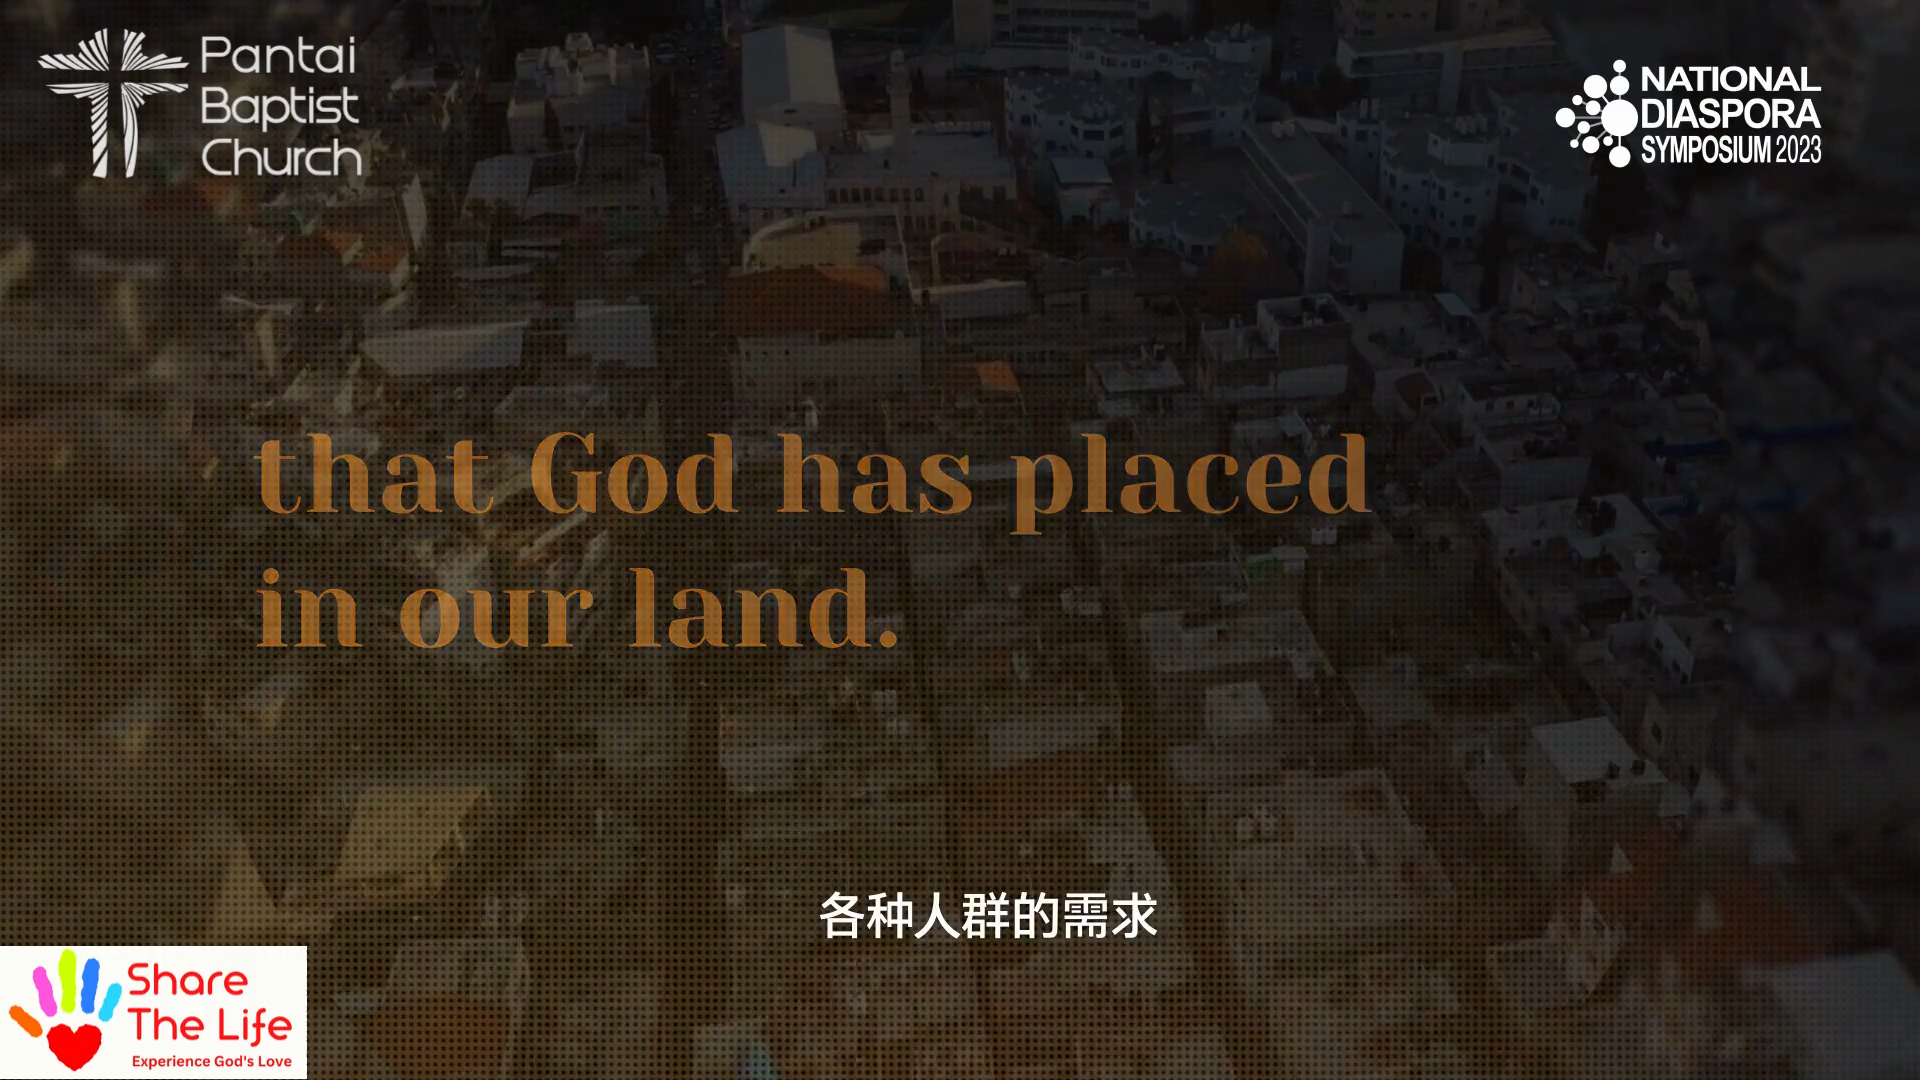 Pantai
Baptist
Church
NATIONAL
DIASPORA
SYMPOSIUM 2023
that God has placed
in our land.
各种人群的需求
Share
The Life
Experience God's Love